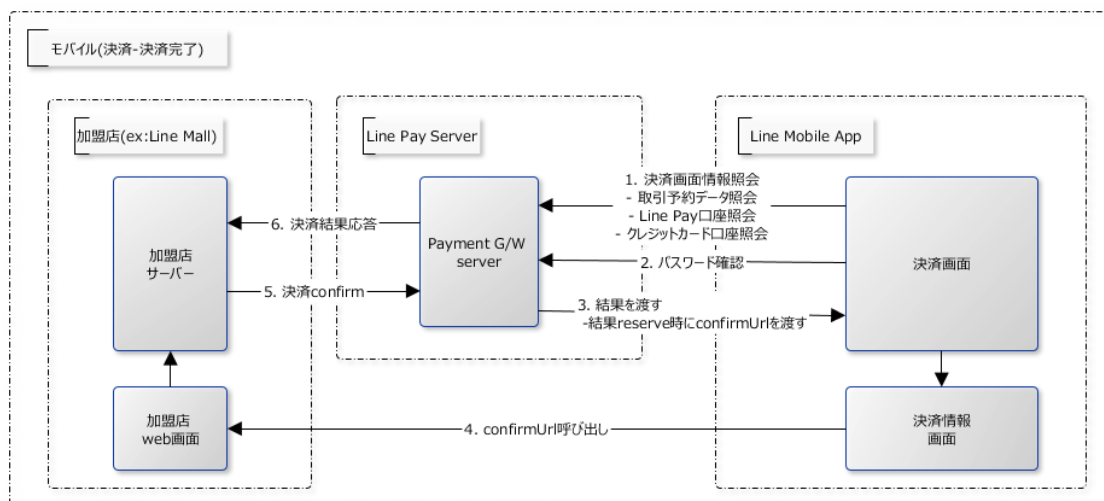 モバイル(決済-決済完了)
加盟店(ex:Line Mall)
Line Pay Server
Line Mobile App
1. 決済画面情報照会
- 取引予約データ照会
- Line Pay口座照会
- クレジットカード口座照会
6. 決済結果応答
加盟店
サーバー
Payment G/W
server
2. パスワード確認
決済画面
5. 決済confirm
3. 結果を渡す
-結果reserve時にconfirmUrlを渡す
加盟店
web画面
4. confirmUrl呼び出し
決済情報
画面